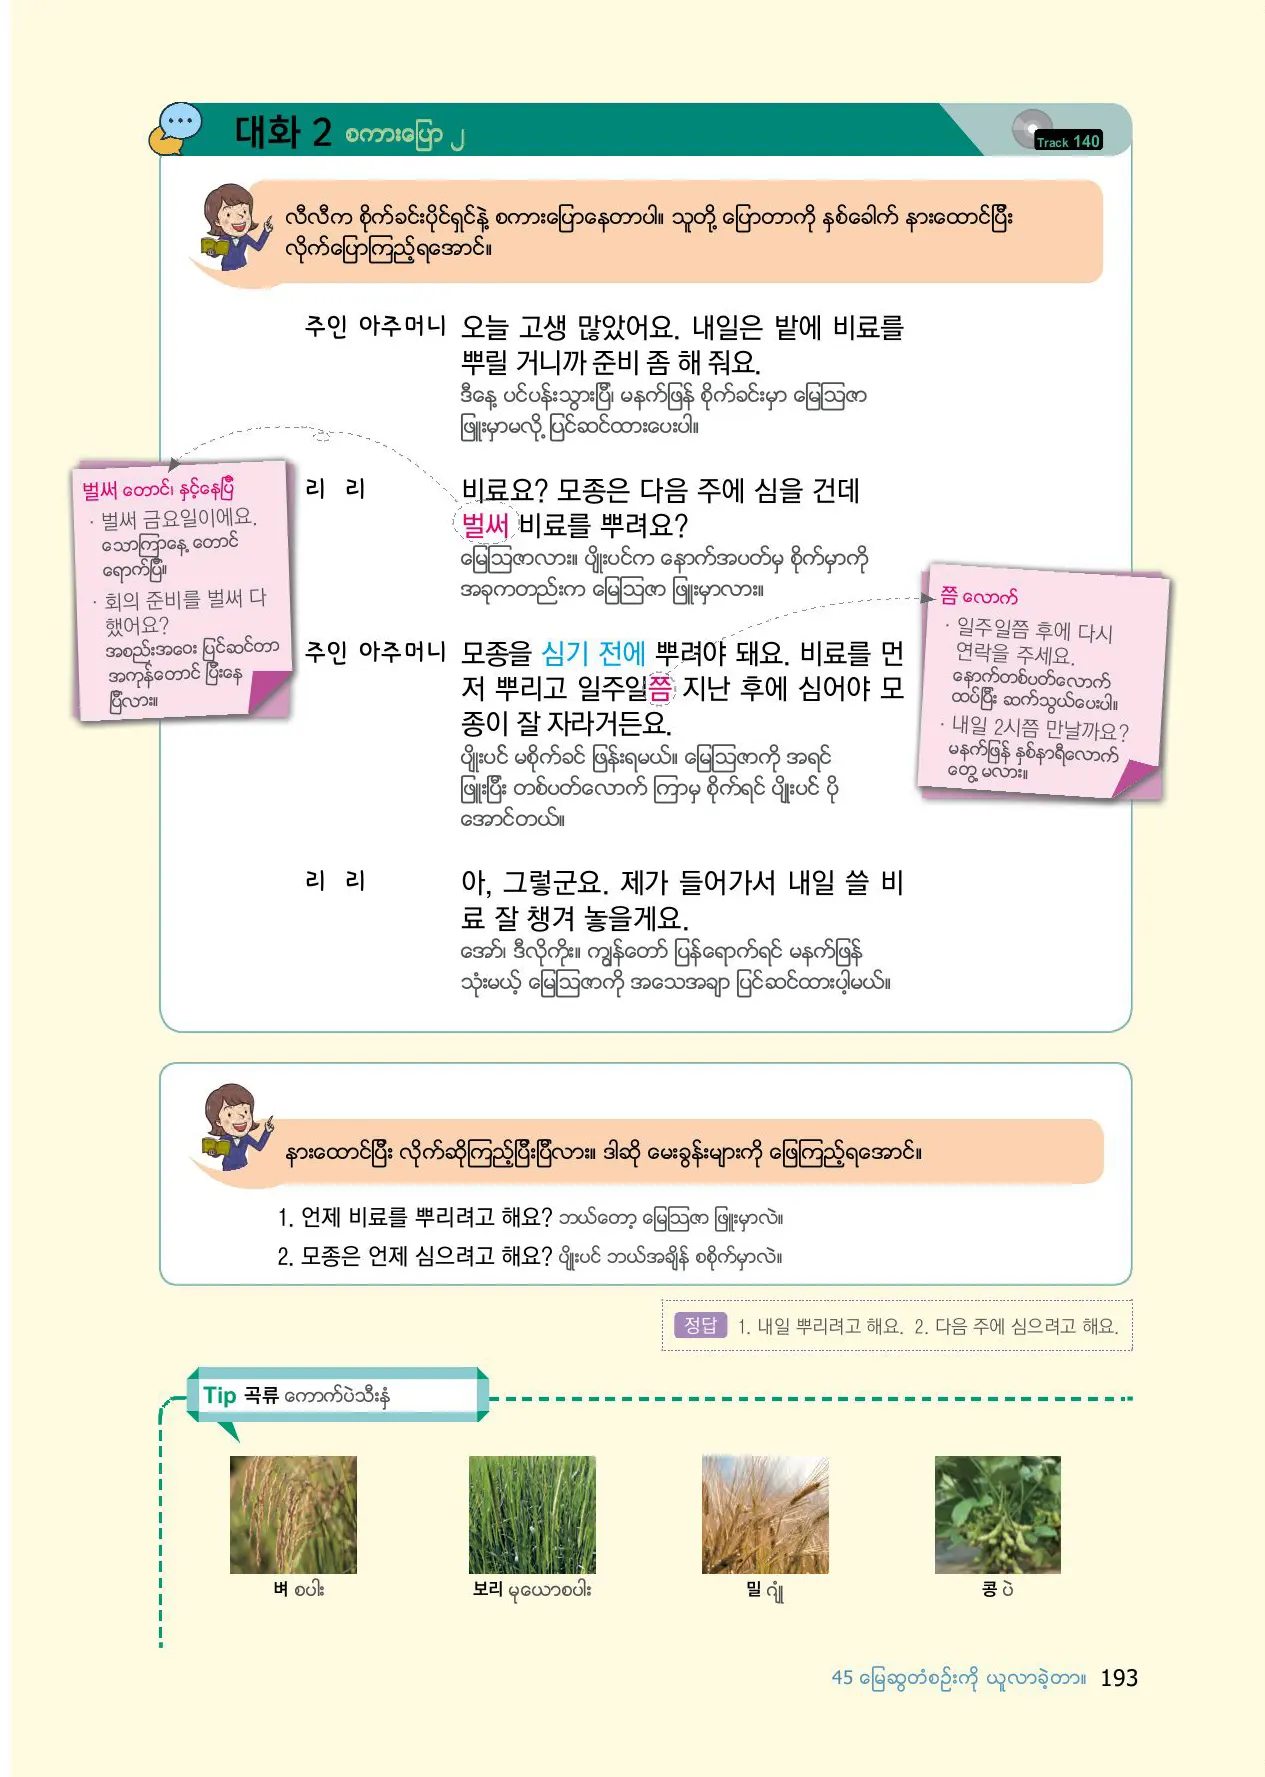 대화 2 စကားပြော ၂
Track 140
လီလီက စိုက်ခင်းပိုင်ရှင်နဲ့ စကားပြောနေတာပါ။ သူတို့ ပြောတာကို နှစ်ခေါက် နားထောင်ပြီး
လိုက်ပြောကြည့်ရအောင်။
주인 아주머니 오늘 고생 많았어요. 내일은 밭에 비료를
뿌릴 거니까 준비 좀 해 줘요.
ဒီနေ့ ပင်ပန်းသွားပြီ၊ မနက်ဖြန် စိုက်ခင်းမှာ မြေဩဇာ
ဖြူးမှာမလို့ ပြင်ဆင်ထားပေးပါ။
리 리 비료요? 모종은 다음 주에 심을 건데
벌써 비료를 뿌려요?
မြေဩဇာလား။ ပျိုးပင်က နောက်အပတ်မှ စိုက်မှာကို
အခုကတည်းက မြေဩဇာ ဖြူးမှာလား။
벌써 တောင်၊ နှင့်နေပြီ
· 벌써 금요일이에요.
သောကြာနေ့ တောင်
ရောက်ပြီ။
· 회의 준비를 벌써 다
했어요?
အစည်းအဝေး ပြင်ဆင်တာ
အကုန်တောင် ပြီးနေ
ပြီလား။
주인 아주머니 모종을 심기 전에 뿌려야 돼요. 비료를 먼
저 뿌리고 일주일쯤 지난 후에 심어야 모
종이 잘 자라거든요.
ပျိုးပင် မစိုက်ခင် ဖြန်းရမယ်။ မြေဩဇာကို အရင်
ဖြူးပြီး တစ်ပတ်လောက် ကြာမှ စိုက်ရင် ပျိုးပင် ပို
အောင်တယ်။
쯤 လောက်
· 일주일쯤 후에 다시
연락을 주세요.
နောက်တစ်ပတ်လောက်
ထပ်ပြီး ဆက်သွယ်ပေးပါ။
· 내일 2시쯤 만날까요?
မနက်ဖြန် နှစ်နာရီလောက်
တွေ့ မလား။
리 리 아, 그렇군요. 제가 들어가서 내일 쓸 비
료 잘 챙겨 놓을게요.
အော်၊ ဒီလိုကိုး။ ကျွန်တော် ပြန်ရောက်ရင် မနက်ဖြန်
သုံးမယ့် မြေဩဇာကို အသေအချာ ပြင်ဆင်ထားပါ့မယ်။
နားထောင်ပြီး လိုက်ဆိုကြည့်ပြီးပြီလား။ ဒါဆို မေးခွန်းများကို ဖြေကြည့်ရအောင်။
1. 언제 비료를 뿌리려고 해요? ဘယ်တော့ မြေဩဇာ ဖြူးမှာလဲ။
2. 모종은 언제 심으려고 해요? ပျိုးပင် ဘယ်အချိန် စစိုက်မှာလဲ။
정답 1. 내일 뿌리려고 해요. 2. 다음 주에 심으려고 해요.
Tip 곡류 ကောက်ပဲသီးနှံ
벼 စပါး
보리 မုယောစပါး
밀 ဂျုံ
콩 ပဲ
45 မြေဆွတံစဉ်းကို ယူလာခဲ့တာ။ 193